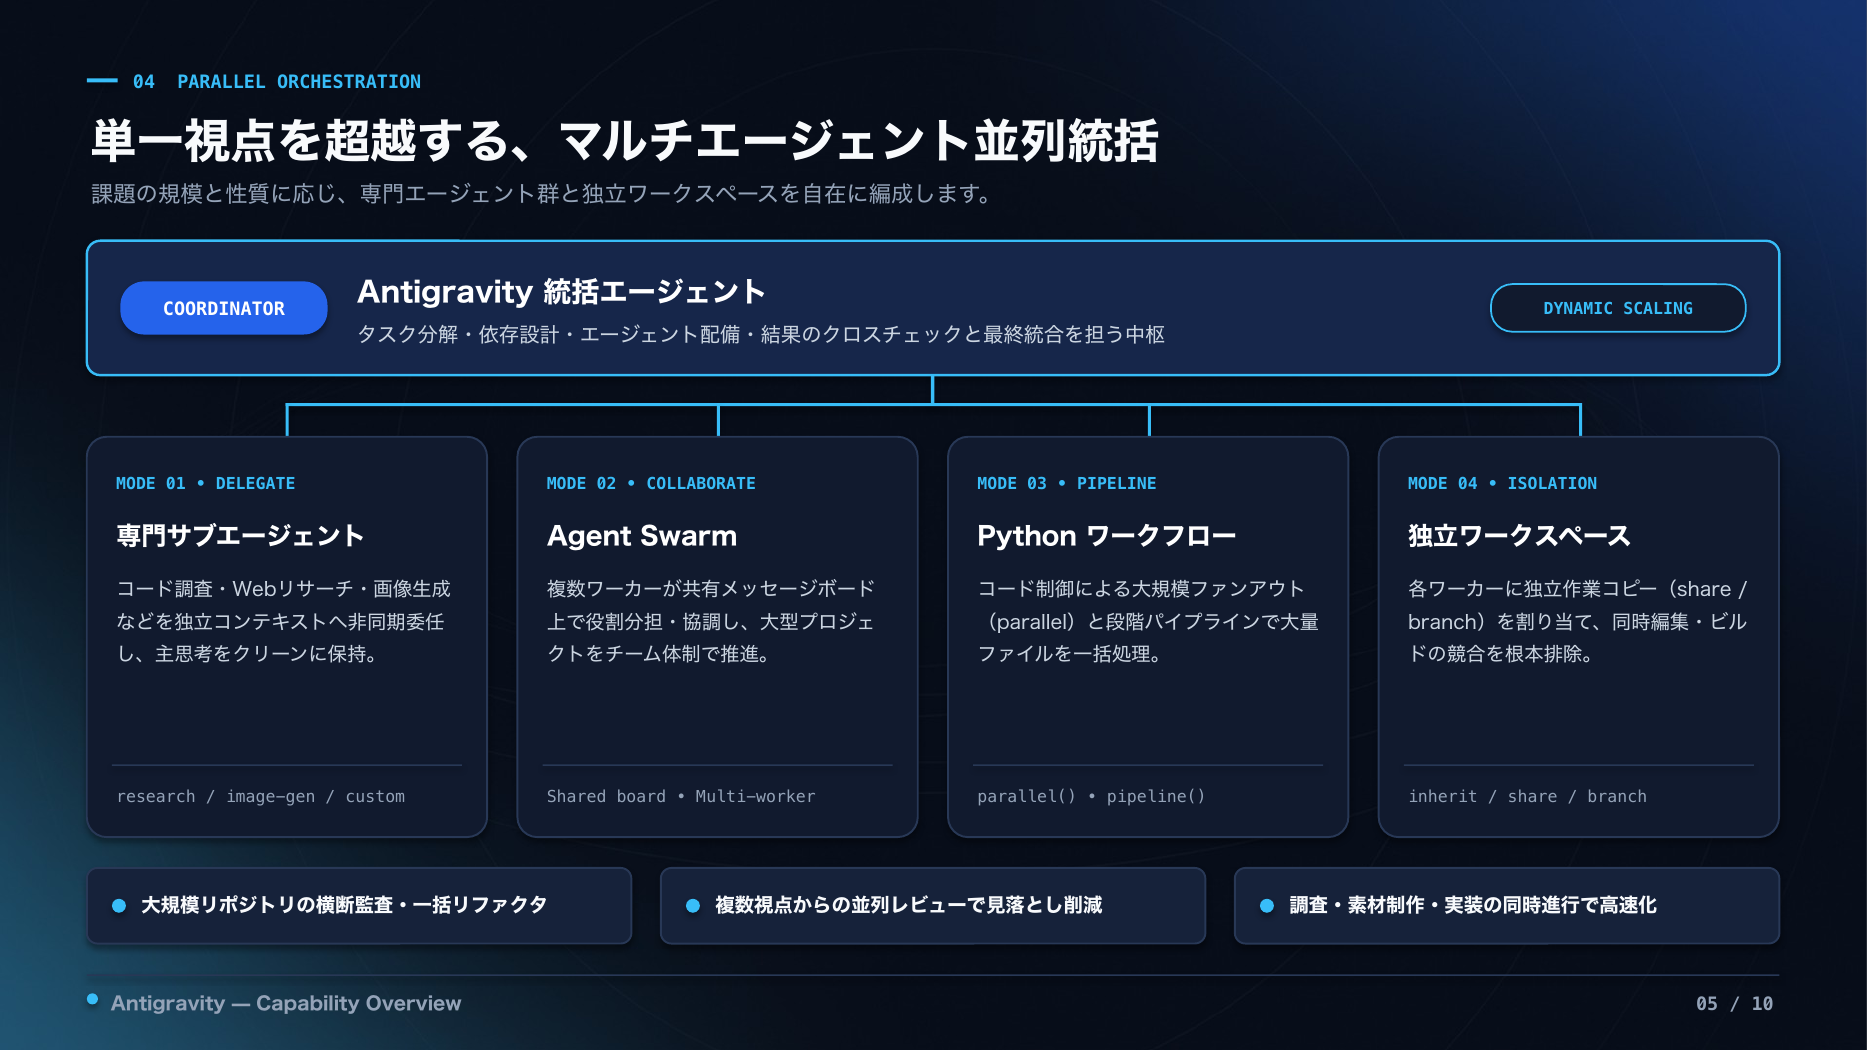 04 PARALLEL ORCHESTRATION
単一視点を超越する、マルチエージェント並列統括
課題の規模と性質に応じ、専門エージェント群と独立ワークスペースを自在に編成します。
COORDINATOR
Antigravity 統括エージェント
タスク分解・依存設計・エージェント配備・結果のクロスチェックと最終統合を担う中枢
DYNAMIC SCALING
MODE 01 • DELEGATE
専門サブエージェント
コード調査・Webリサーチ・画像生成
などを独立コンテキストへ非同期委任
し、主思考をクリーンに保持。
research / image-gen / custom
MODE 02 • COLLABORATE
Agent Swarm
複数ワーカーが共有メッセージボード
上で役割分担・協調し、大型プロジェ
クトをチーム体制で推進。
Shared board • Multi-worker
MODE 03 • PIPELINE
Python ワークフロー
コード制御による大規模ファンアウト
（parallel）と段階パイプラインで大量
ファイルを一括処理。
parallel() • pipeline()
MODE 04 • ISOLATION
独立ワークスペース
各ワーカーに独立作業コピー（share /
branch）を割り当て、同時編集・ビル
ドの競合を根本排除。
inherit / share / branch
大規模リポジトリの横断監査・一括リファクタ
複数視点からの並列レビューで見落とし削減
調査・素材制作・実装の同時進行で高速化
Antigravity — Capability Overview
05 / 10